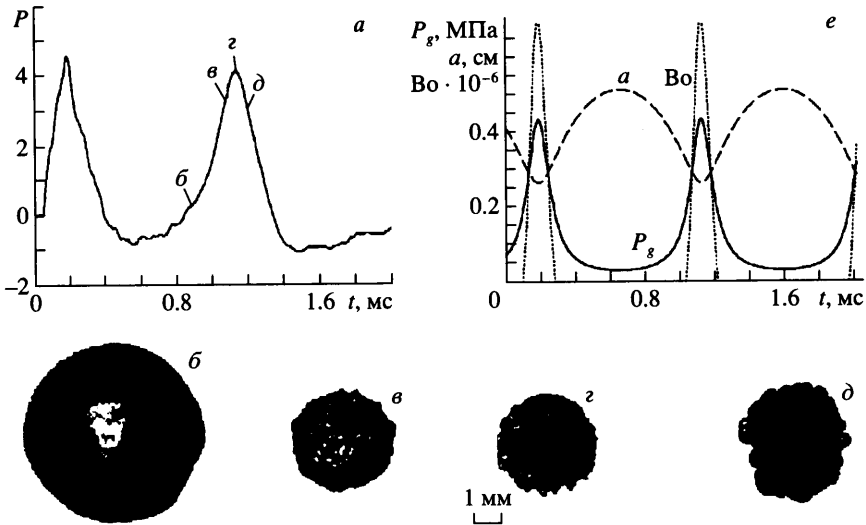 P
а
4
в
г
д
2
б
0
−2
0
0.8
1.6 t, мс
P_g, МПа
е
a, см
Bo · 10⁻⁶
a
Bo
0.4
0.2
P_g
0
0.8
1.6 t, мс
б
в
г
д
1 мм